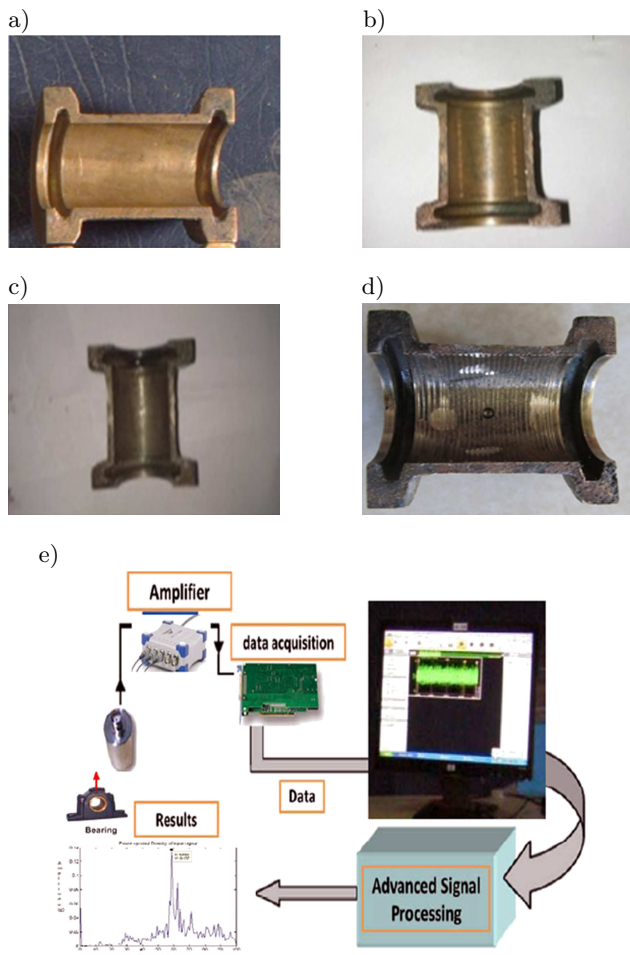 a)
b)
c)
d)
e)
Amplifier
data acquisition
Data
Bearing
Results
Advanced Signal
Processing